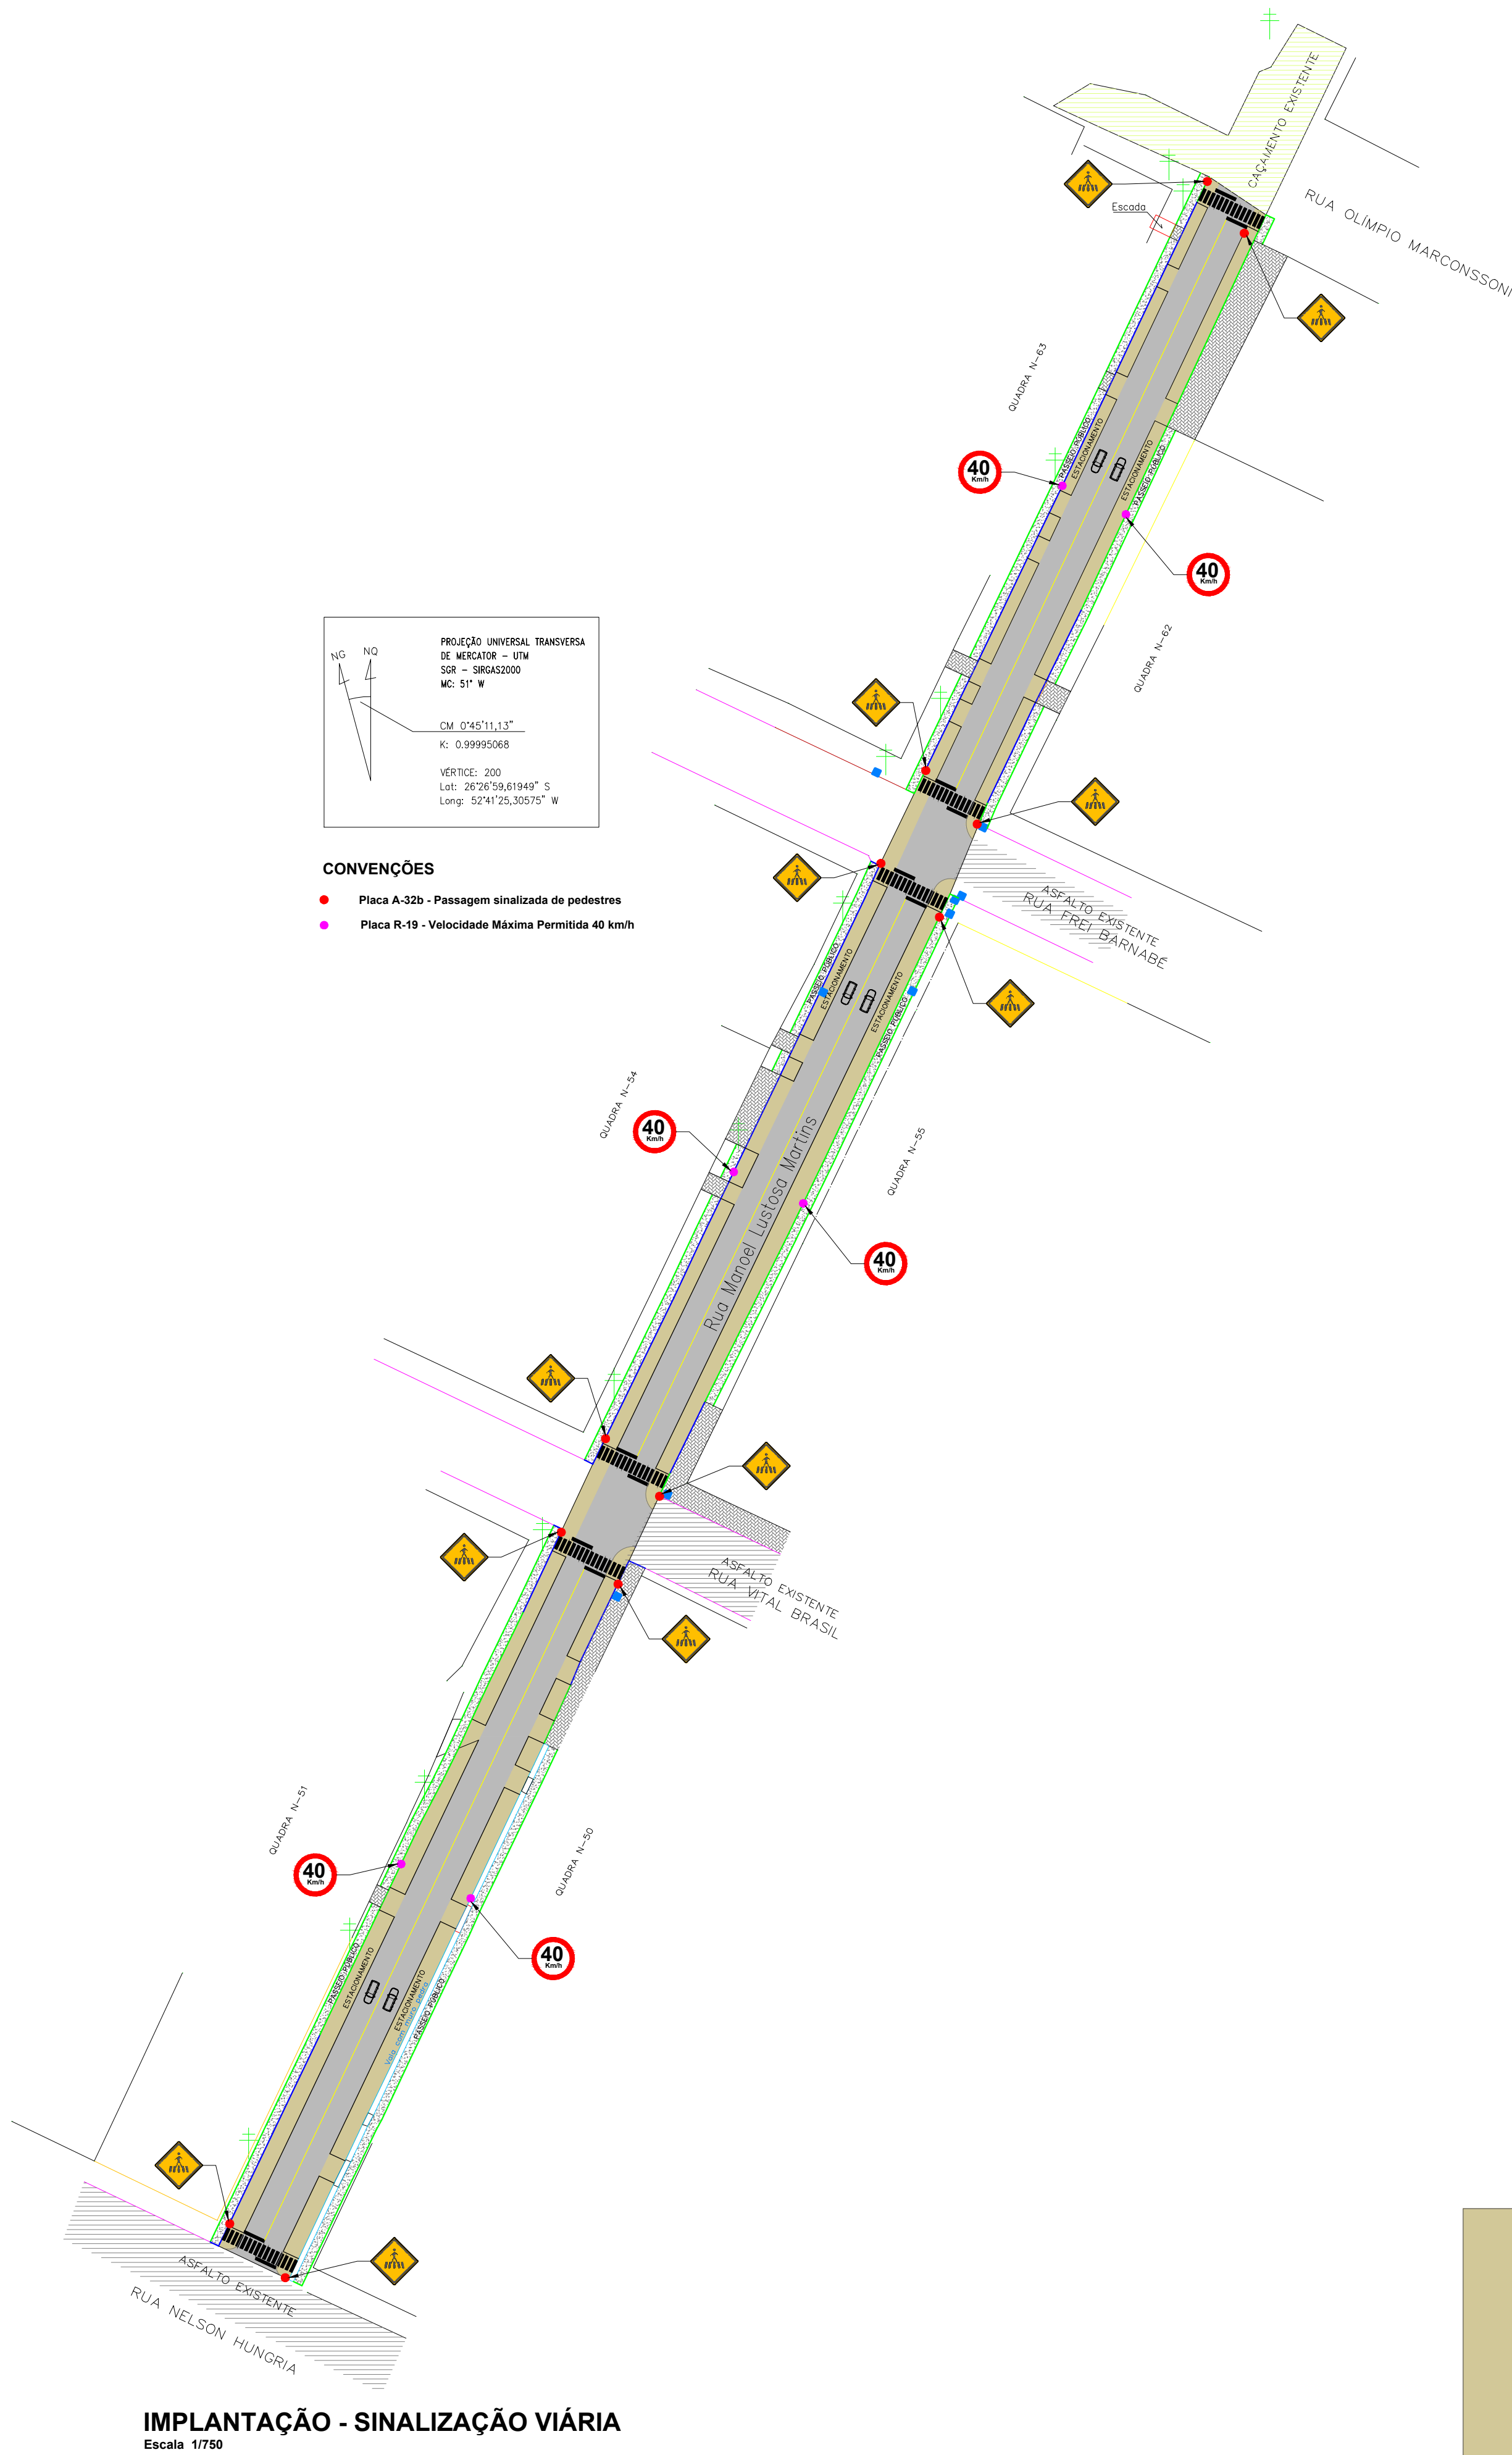 CAÇAMENTO EXISTENTE
RUA OLÍMPIO MARCONSSONI
Escada
QUADRA N-63
PASSEIO PÚBLICO
ESTACIONAMENTO
ESTACIONAMENTO
PASSEIO PÚBLICO
40
Km/h
40
Km/h
QUADRA N-62
NG NQ
PROJEÇÃO UNIVERSAL TRANSVERSA
DE MERCATOR - UTM
SGR - SIRGAS2000
MC: 51° W
CM 0°45'11,13"
K: 0.99995068
VÉRTICE: 200
Lat: 26°26'59,61949" S
Long: 52°41'25,30575" W
CONVENÇÕES
Placa A-32b - Passagem sinalizada de pedestres
Placa R-19 - Velocidade Máxima Permitida 40 km/h
ASFALTO EXISTENTE
RUA FREI BARNABÉ
PASSEIO PÚBLICO
ESTACIONAMENTO
ESTACIONAMENTO
PASSEIO PÚBLICO
QUADRA N-54
40
Km/h
Rua Manoel Lustosa Martins
QUADRA N-55
40
Km/h
ASFALTO EXISTENTE
RUA VITAL BRASIL
QUADRA N-51
QUADRA N-50
40
Km/h
40
Km/h
PASSEIO PÚBLICO
ESTACIONAMENTO
ESTACIONAMENTO
PASSEIO PÚBLICO
Vala com muro pedra
ASFALTO EXISTENTE
RUA NELSON HUNGRIA
IMPLANTAÇÃO - SINALIZAÇÃO VIÁRIA
Escala 1/750